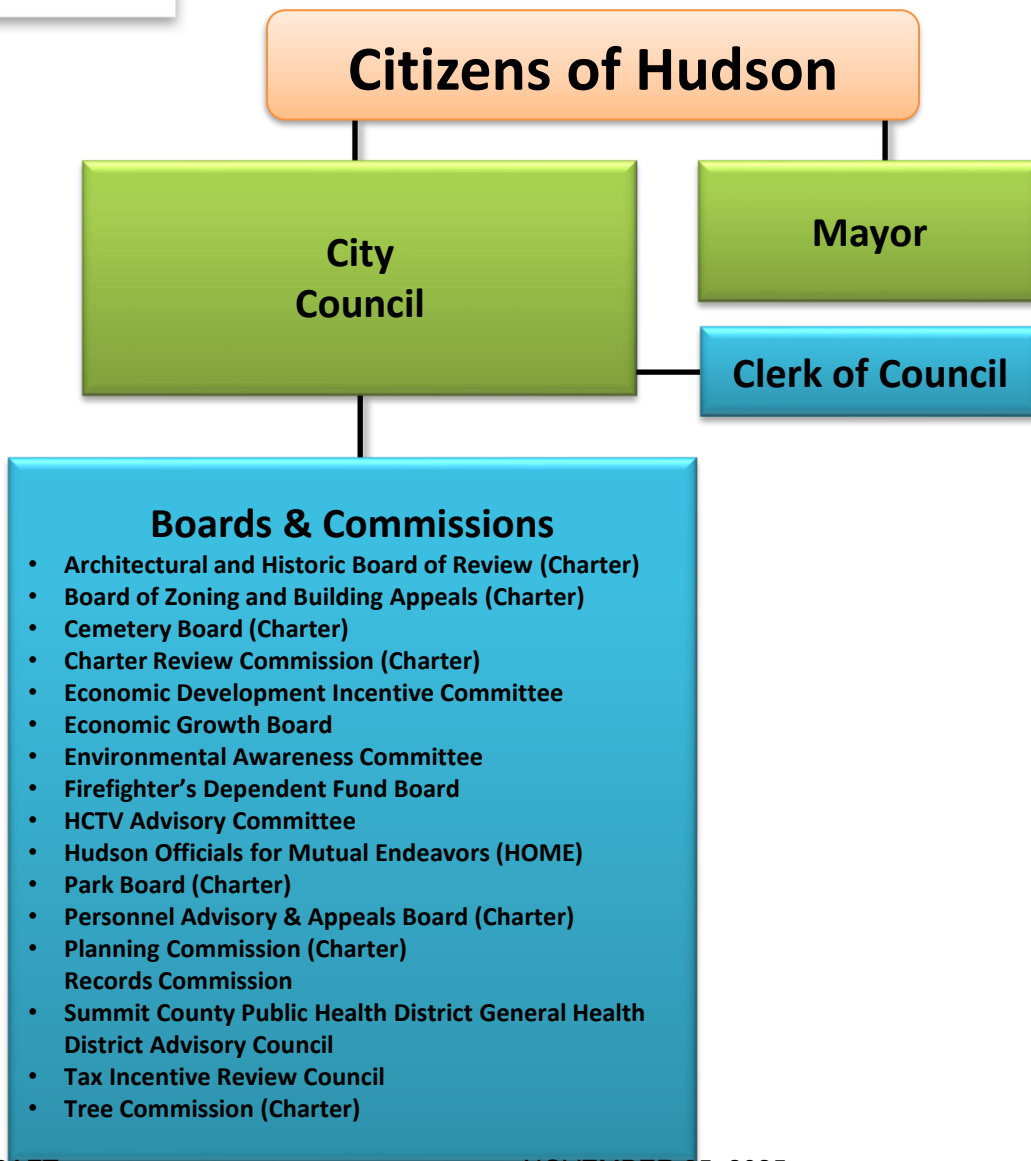 Citizens of Hudson
City
Council
Mayor
Clerk of Council
Boards & Commissions
• Architectural and Historic Board of Review (Charter)
• Board of Zoning and Building Appeals (Charter)
• Cemetery Board (Charter)
• Charter Review Commission (Charter)
• Economic Development Incentive Committee
• Economic Growth Board
• Environmental Awareness Committee
• Firefighter’s Dependent Fund Board
• HCTV Advisory Committee
• Hudson Officials for Mutual Endeavors (HOME)
• Park Board (Charter)
• Personnel Advisory & Appeals Board (Charter)
• Planning Commission (Charter)
Records Commission
• Summit County Public Health District General Health
District Advisory Council
• Tax Incentive Review Council
• Tree Commission (Charter)